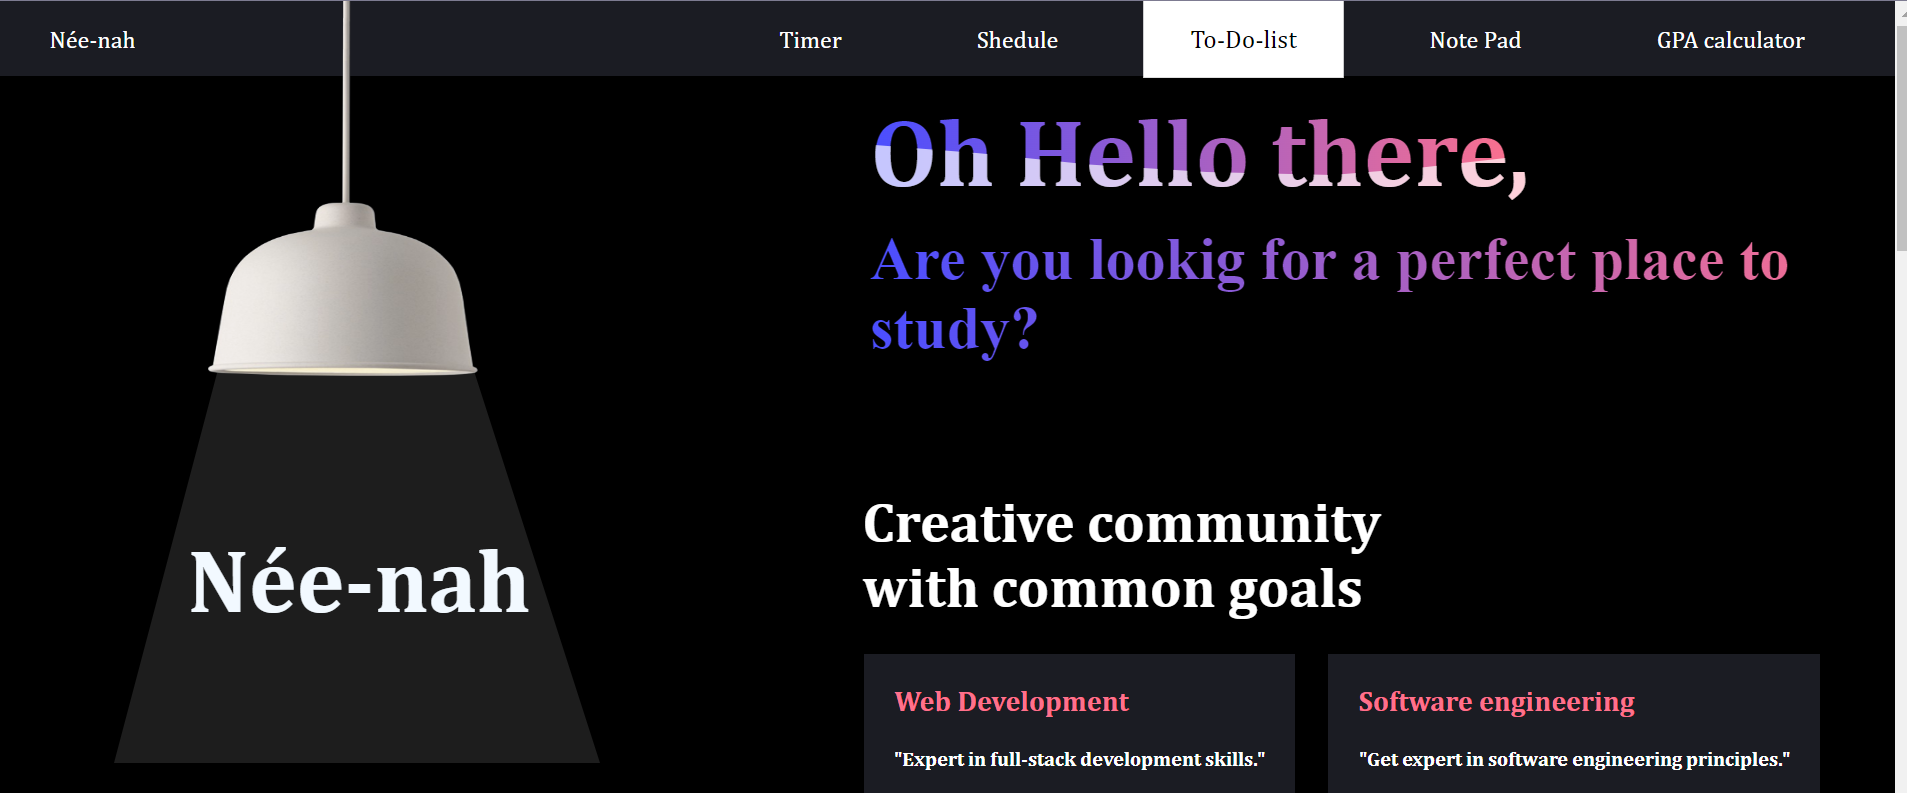 Née-nah
Timer
Shedule
To-Do-list
Note Pad
GPA calculator
Oh Hello there,
Are you lookig for a perfect place to
study?
Née-nah
Creative community
with common goals
Web Development
"Expert in full-stack development skills."
Software engineering
"Get expert in software engineering principles."